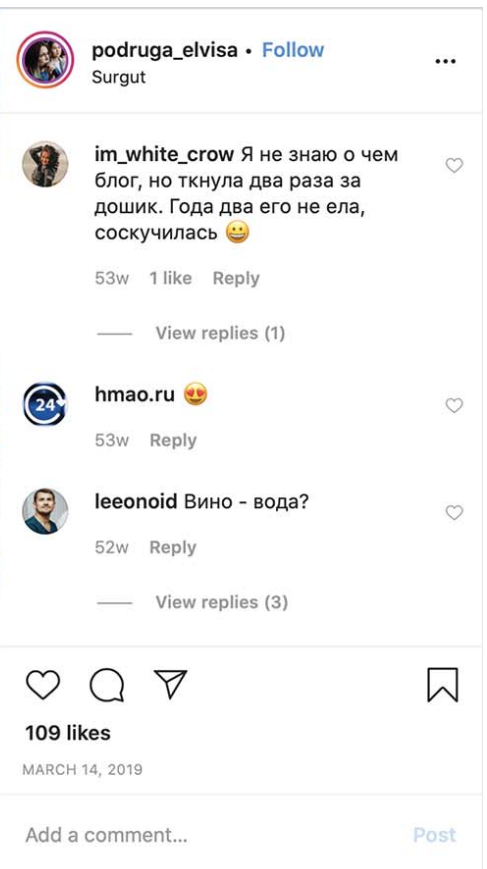 podruga_elvisa • Follow
Surgut
im_white_crow Я не знаю о чем
блог, но ткнула два раза за
дошик. Года два его не ела,
соскучилась 😀
53w 1 like Reply
View replies (1)
24
hmao.ru 😍
53w Reply
leeonoid Вино - вода?
52w Reply
View replies (3)
109 likes
MARCH 14, 2019
Add a comment... Post